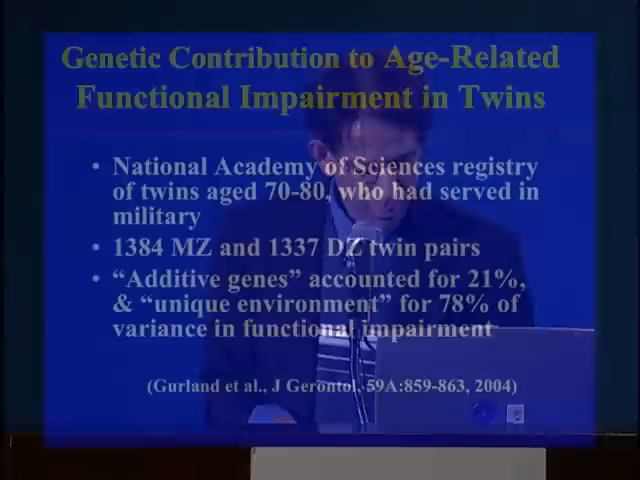 Genetic Contribution to Age-Related
Functional Impairment in Twins
• National Academy of Sciences registry
of twins aged 70-80, who had served in
military
• 1384 MZ and 1337 DZ twin pairs
• “Additive genes” accounted for 21%,
& “unique environment” for 78% of
variance in functional impairment
(Gurland et al., J Gerontol, 59A:859-863, 2004)